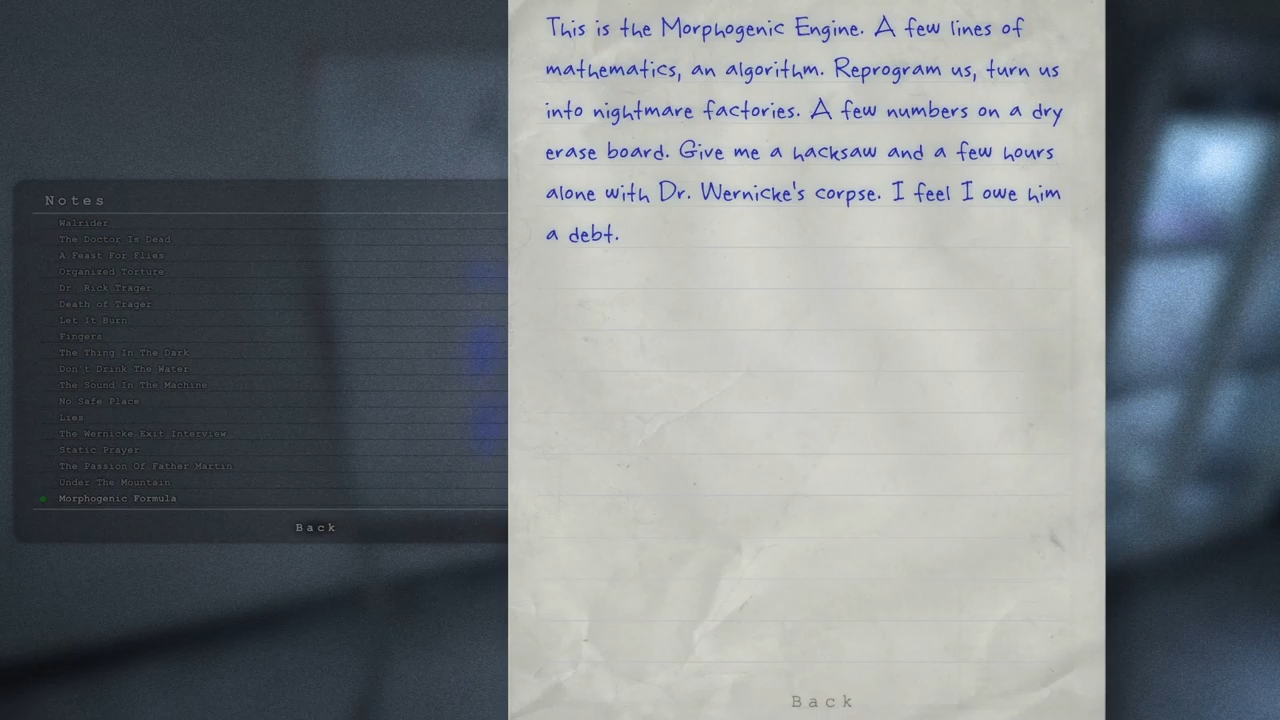 Notes
Walrider
The Doctor Is Dead
A Feast For Flies
Organized Torture
Dr Rick Trager
Death of Trager
Let It Burn
Fingers
The Thing In The Dark
Don't Drink The Water
The Sound In The Machine
No Safe Place
Lies
The Wernicke Exit Interview
Static Prayer
The Passion Of Father Martin
Under The Mountain
Morphogenic Formula
Back
This is the Morphogenic Engine. A few lines of
mathematics, an algorithm. Reprogram us, turn us
into nightmare factories. A few numbers on a dry
erase board. Give me a hacksaw and a few hours
alone with Dr. Wernicke's corpse. I feel I owe him
a debt.
Back